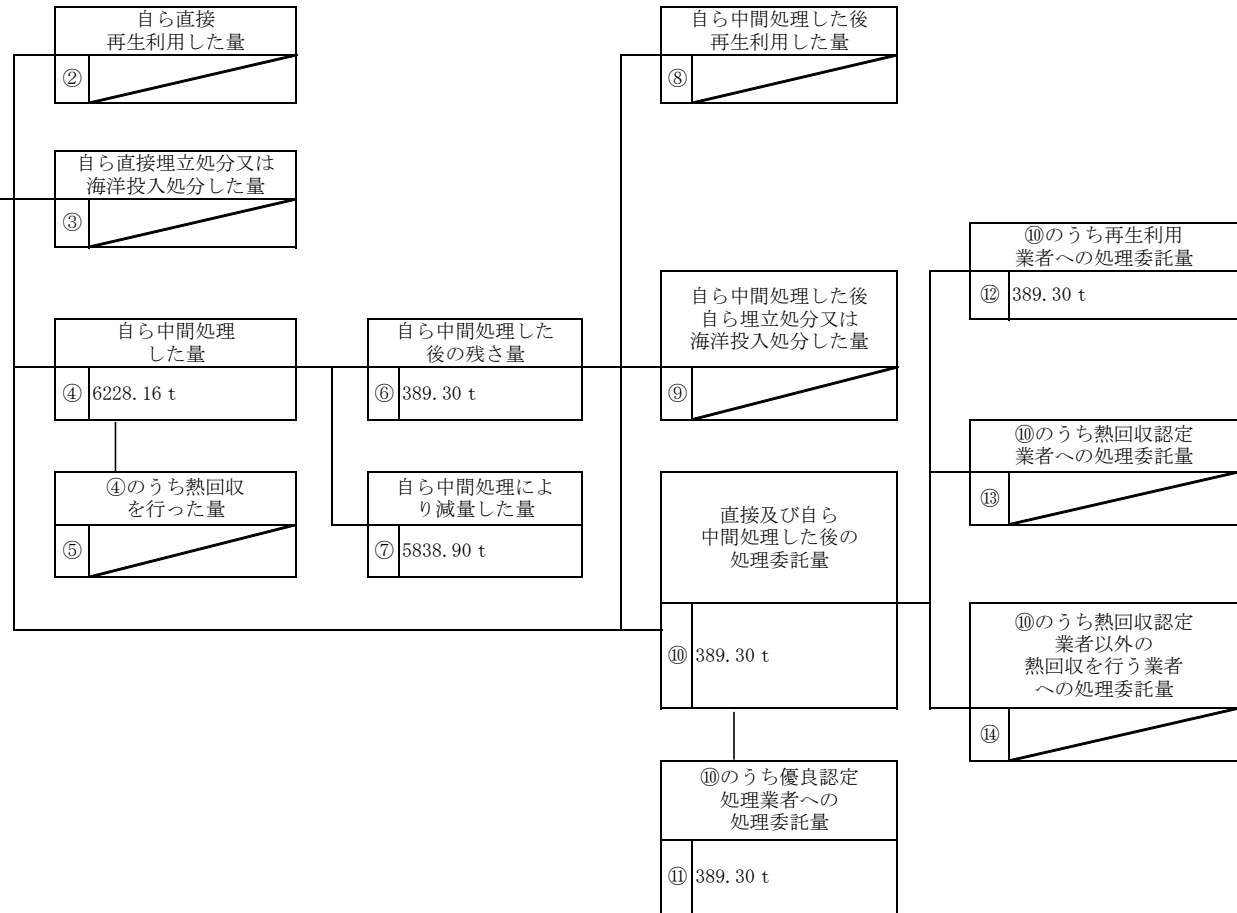 自ら直接
再生利用した量
②
自ら直接埋立処分又は
海洋投入処分した量
③
自ら中間処理
した量
④ 6228.16 t
④のうち熱回収
を行った量
⑤
自ら中間処理した
後の残さ量
⑥ 389.30 t
自ら中間処理によ
り減量した量
⑦ 5838.90 t
自ら中間処理した後
再生利用した量
⑧
自ら中間処理した後
自ら埋立処分又は
海洋投入処分した量
⑨
直接及び自ら
中間処理した後の
処理委託量
⑩ 389.30 t
⑩のうち優良認定
処理業者への
処理委託量
⑪ 389.30 t
⑩のうち再生利用
業者への処理委託量
⑫ 389.30 t
⑩のうち熱回収認定
業者への処理委託量
⑬
⑩のうち熱回収認定
業者以外の
熱回収を行う業者
への処理委託量
⑭